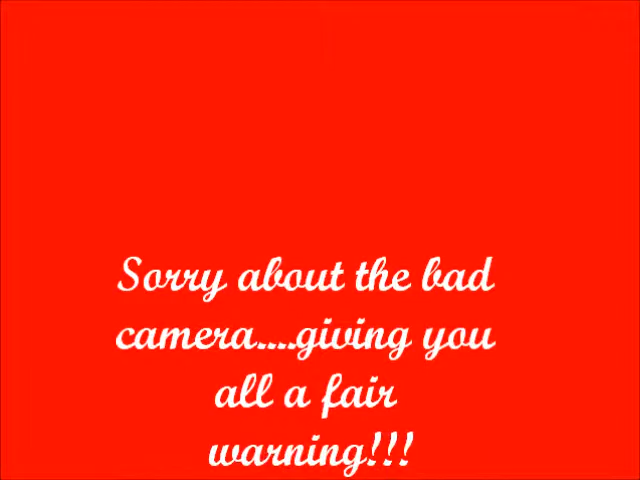 Sorry about the bad
camera....giving you
all a fair
warning!!!